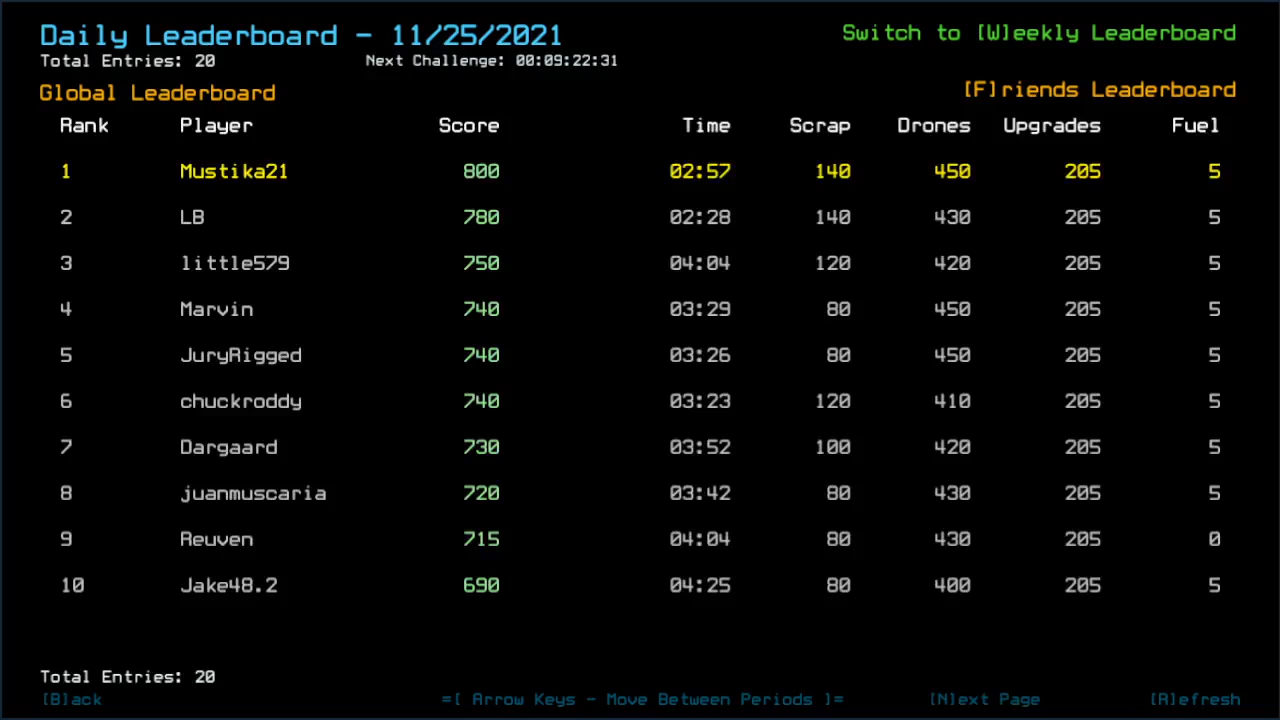 Daily Leaderboard - 11/25/2021 Switch to [W]eekly Leaderboard
Total Entries: 20 Next Challenge: 00:09:22:31
Global Leaderboard [F]riends Leaderboard
Rank Player Score Time Scrap Drones Upgrades Fuel
1 Mustika21 800 02:57 140 450 205 5
2 LB 780 02:28 140 430 205 5
3 little579 750 04:04 120 420 205 5
4 Marvin 740 03:29 80 450 205 5
5 JuryRigged 740 03:26 80 450 205 5
6 chuckroddy 740 03:23 120 410 205 5
7 Dargaard 730 03:52 100 420 205 5
8 juanmuscaria 720 03:42 80 430 205 5
9 Reuven 715 04:04 80 430 205 0
10 Jake48.2 690 04:25 80 400 205 5
Total Entries: 20
[B]ack =[ Arrow Keys - Move Between Periods ]= [N]ext Page [R]efresh